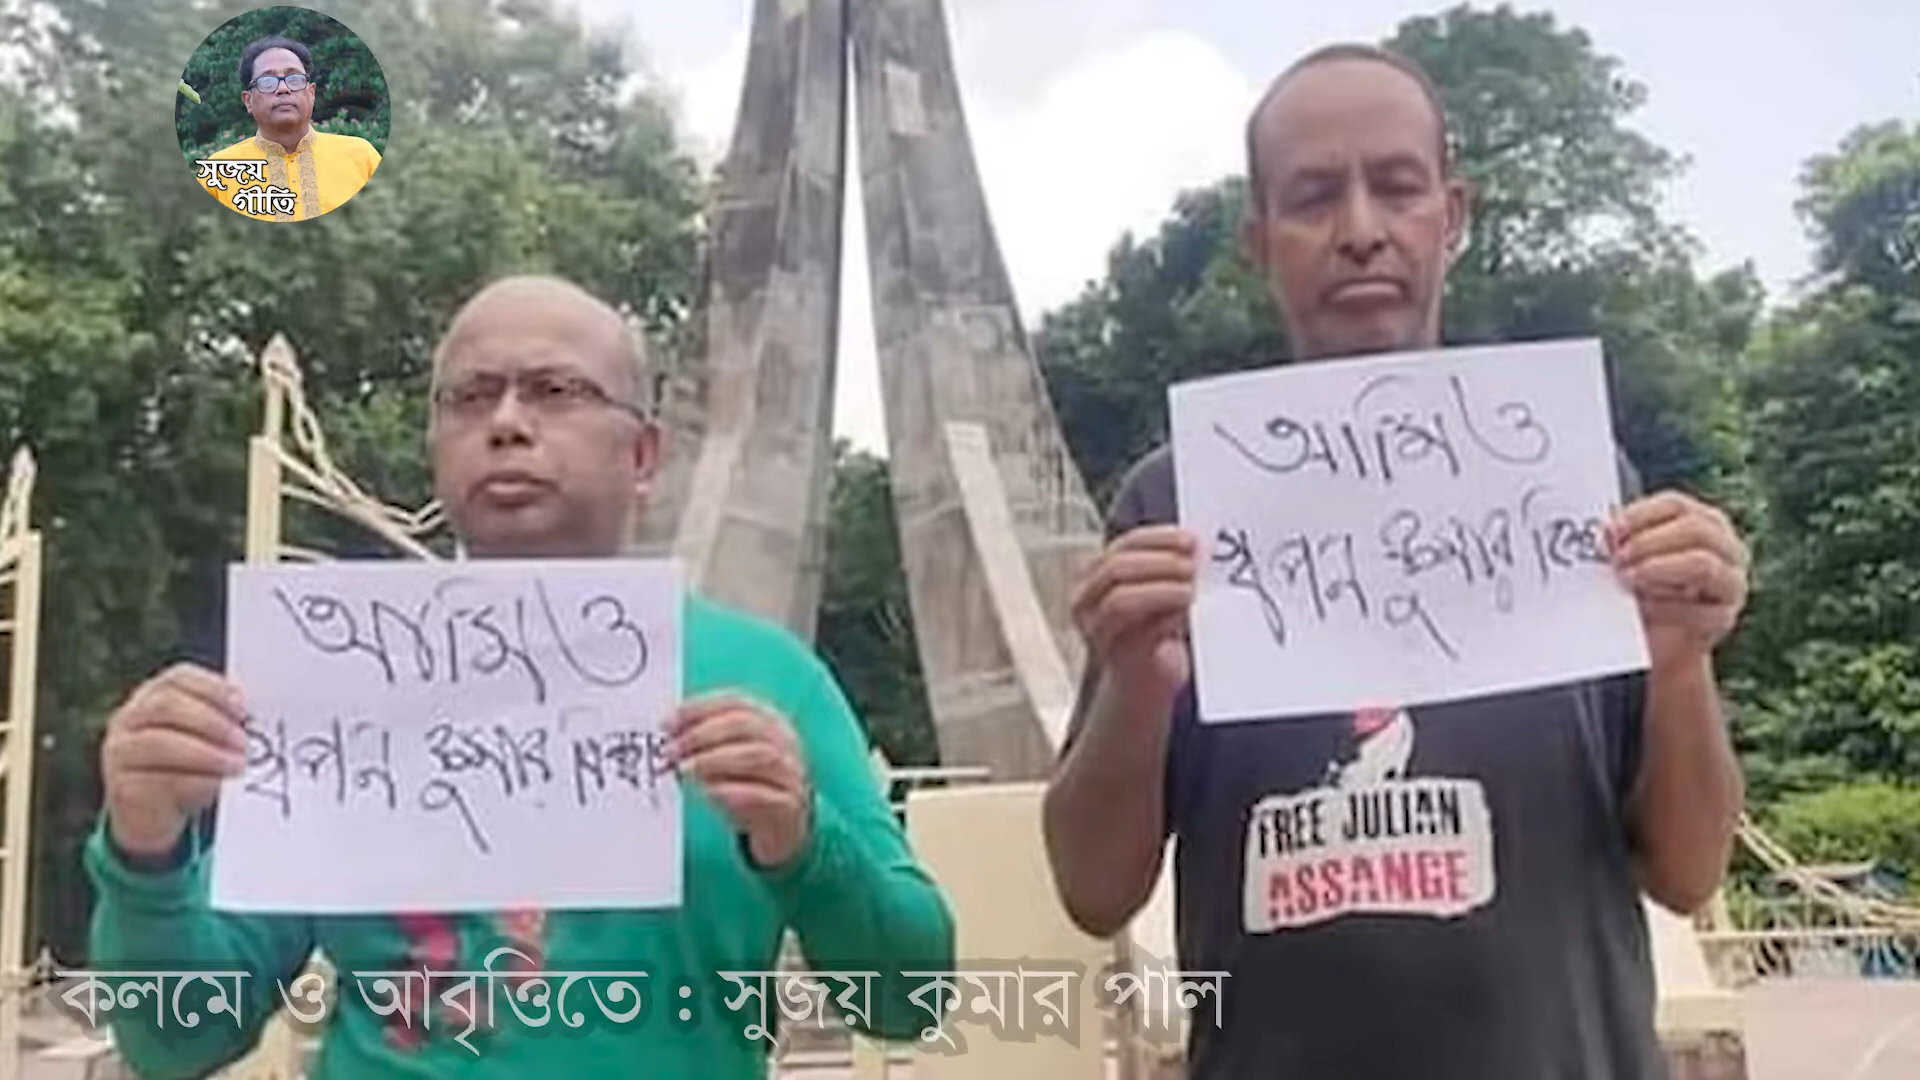 সুজয়
গীতি
আমিও
স্বপন কুমার বিশ্বাস
আমিও
স্বপন কুমার
FREE JULIAN
ASSANGE
কলমে ও আবৃত্তিতে : সুজয় কুমার পাল